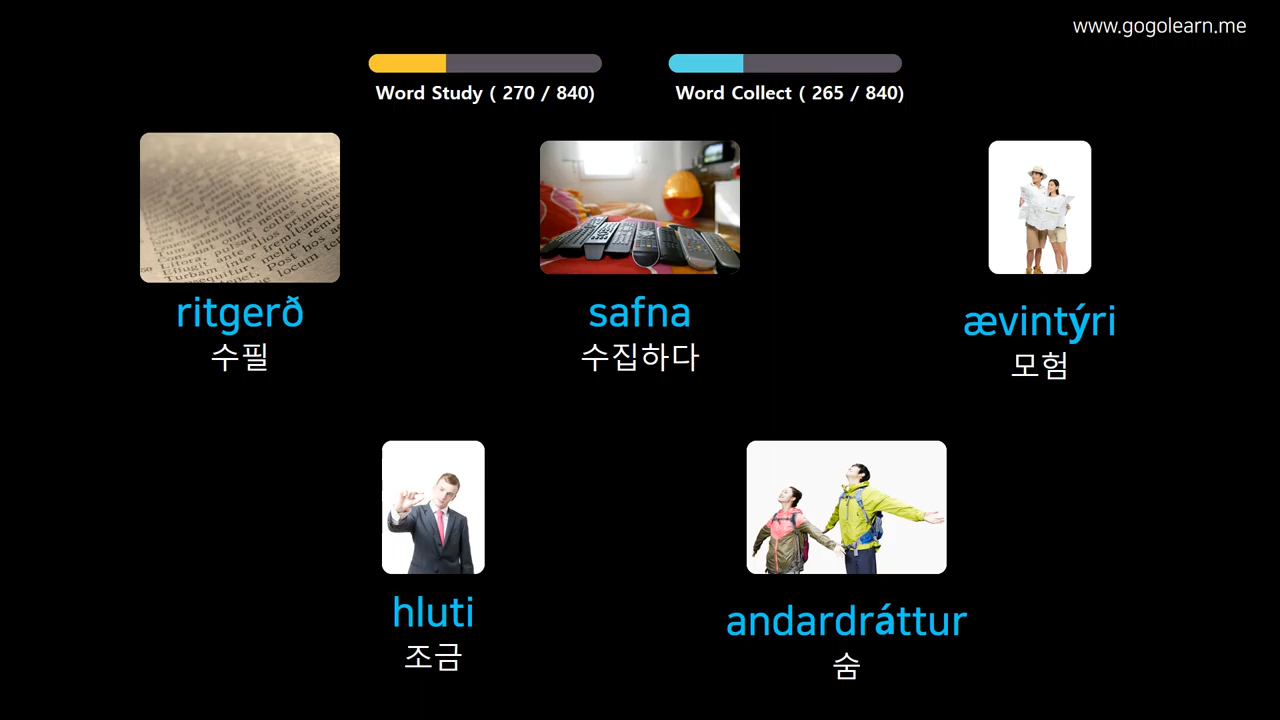 www.gogolearn.me
Word Study ( 270 / 840)
Word Collect ( 265 / 840)
ritgerð
수필
safna
수집하다
ævintýri
모험
hluti
조금
andardráttur
숨